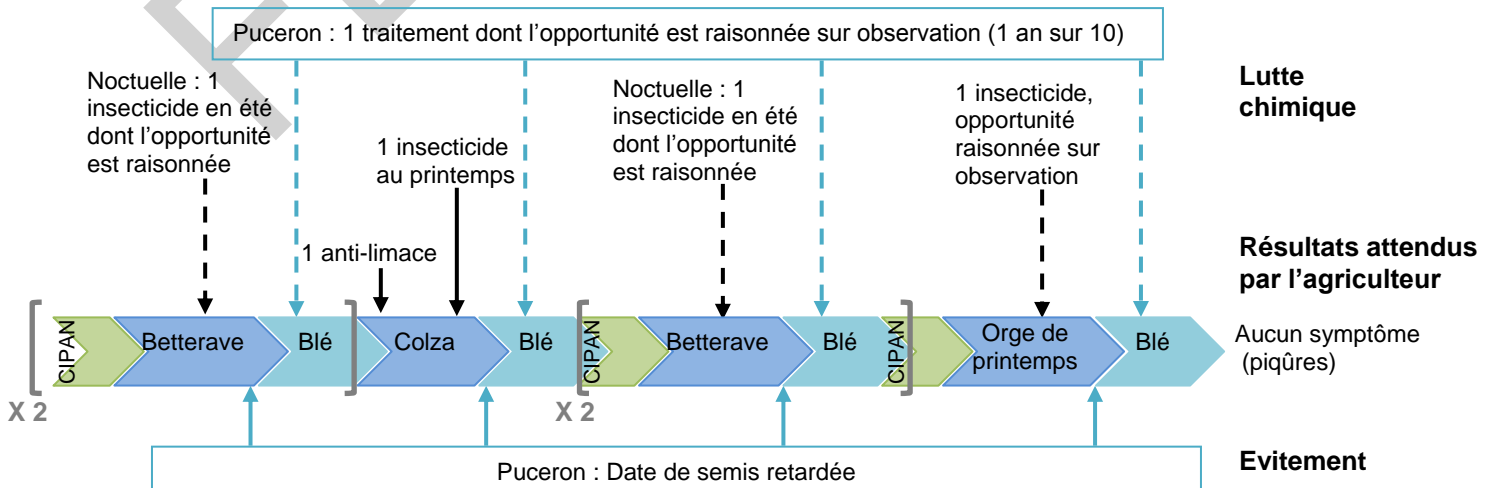 Puceron : 1 traitement dont l’opportunité est raisonnée sur observation (1 an sur 10)
Lutte
chimique
Noctuelle : 1
insecticide en été
dont l’opportunité
est raisonnée
1 insecticide
au printemps
Noctuelle : 1
insecticide en été
dont l’opportunité
est raisonnée
1 insecticide,
opportunité
raisonnée sur
observation
1 anti-limace
Résultats attendus
par l’agriculteur
CIPAN
Betterave
Blé
Colza
Blé
CIPAN
Betterave
Blé
CIPAN
Orge de
printemps
Blé
Aucun symptôme
(piqûres)
X 2
X 2
Puceron : Date de semis retardée
Evitement